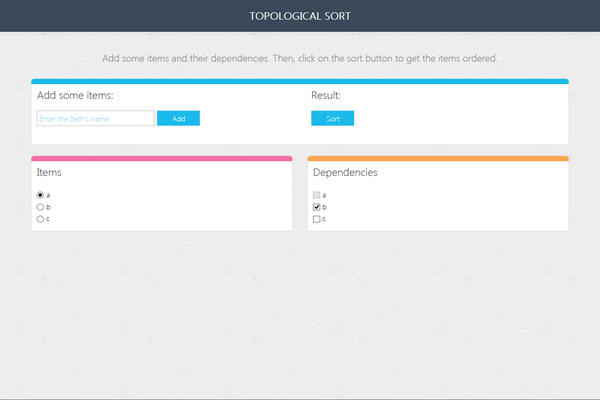 TOPOLOGICAL SORT
Add some items and their dependencies. Then, click on the sort button to get the items ordered.
Add some items:
Enter the Item's name
Add
Result:
Sort
Items
a
b
c
Dependencies
a
b
c